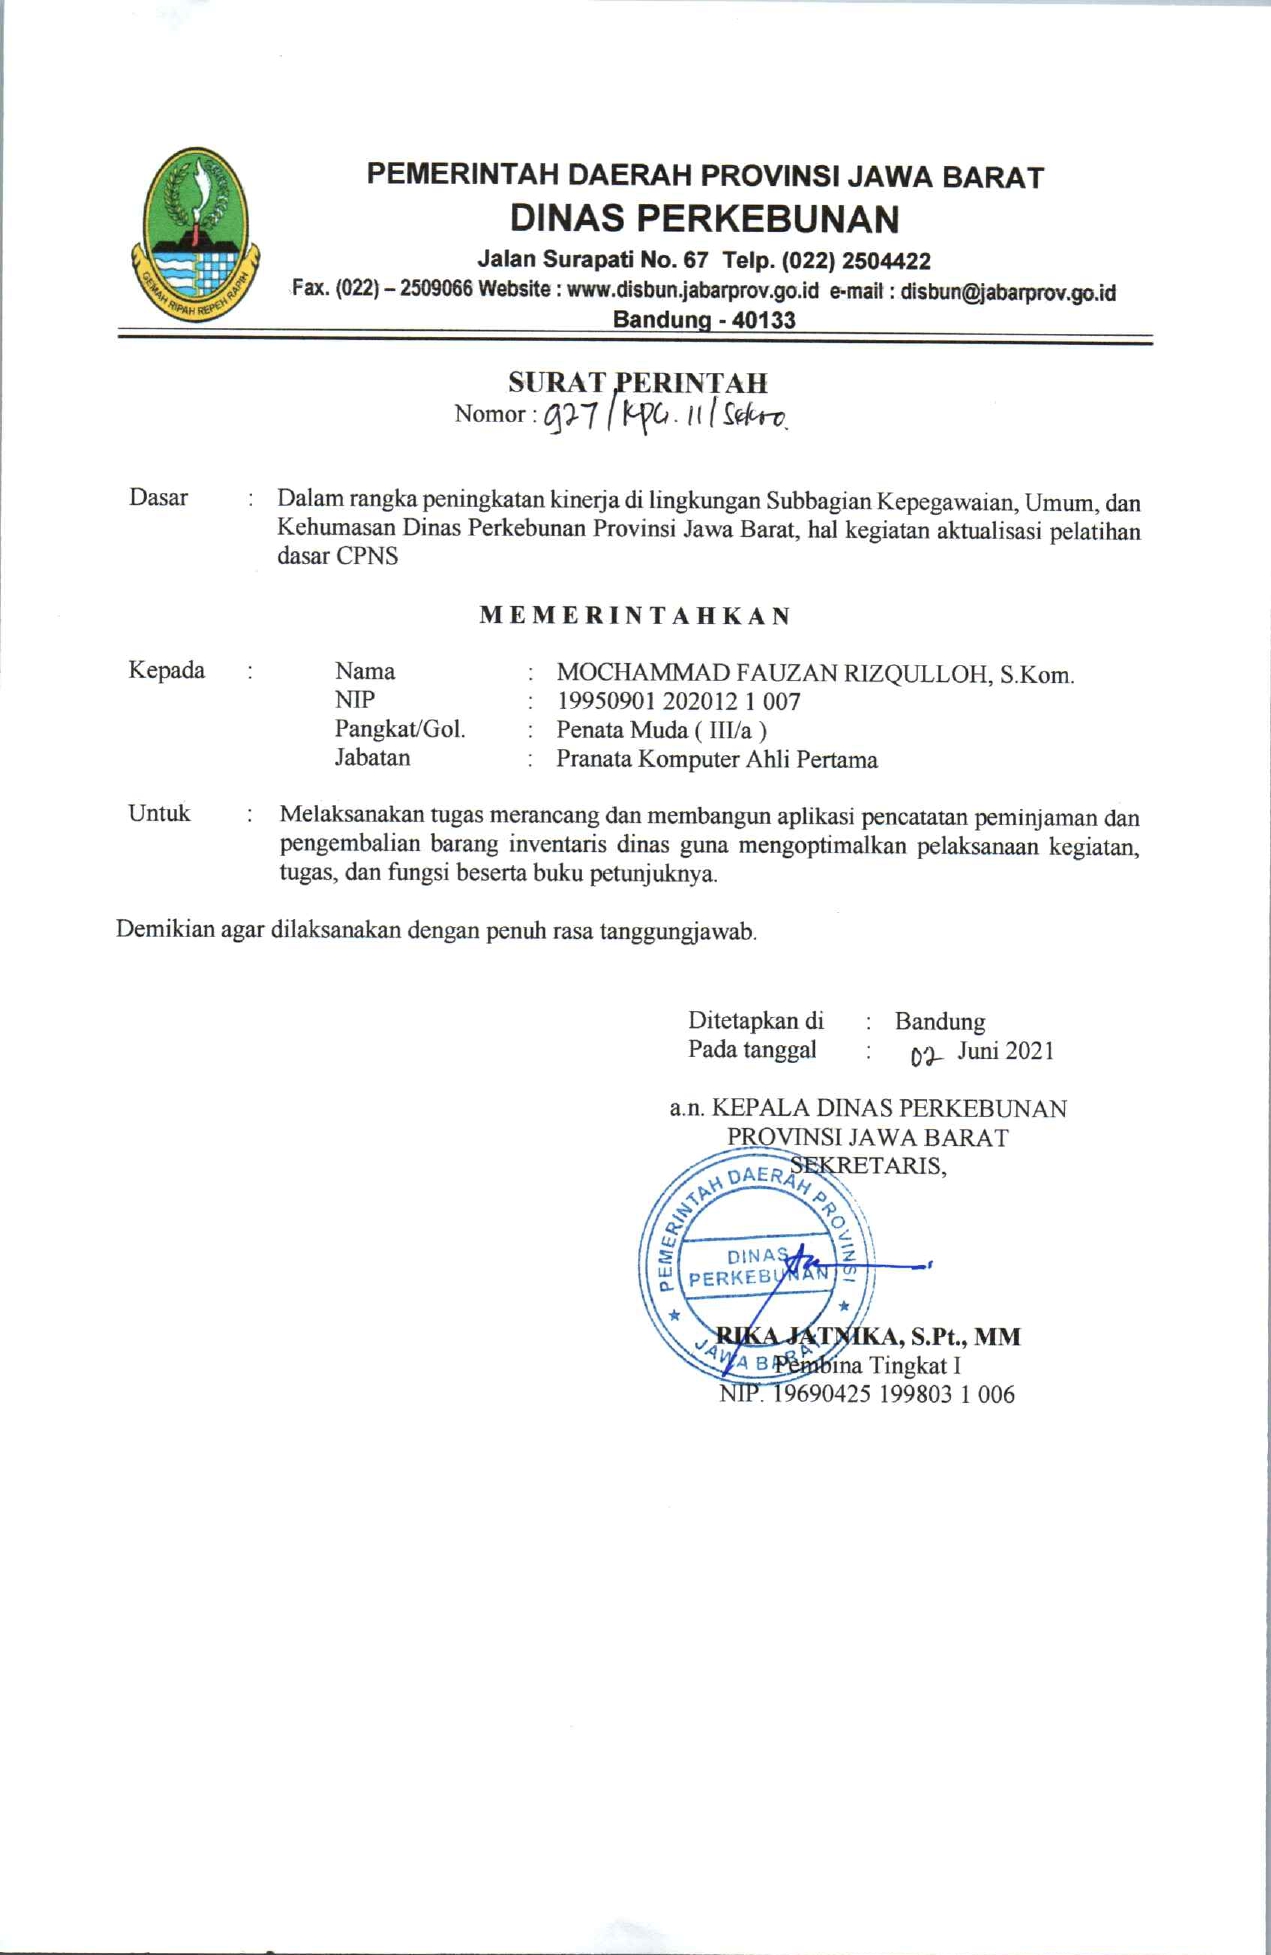 PEMERINTAH DAERAH PROVINSI JAWA BARAT
DINAS PERKEBUNAN
Jalan Surapati No. 67 Telp. (022) 2504422
Fax. (022) – 2509066 Website : www.disbun.jabarprov.go.id e-mail : disbun@jabarprov.go.id
Bandung - 40133
GEMAH RIPAH REPEH RAPIH
SURAT PERINTAH
Nomor : 927/KPG.11/Sekre.
Dasar : Dalam rangka peningkatan kinerja di lingkungan Subbagian Kepegawaian, Umum, dan
Kehumasan Dinas Perkebunan Provinsi Jawa Barat, hal kegiatan aktualisasi pelatihan
dasar CPNS
M E M E R I N T A H K A N
Kepada : Nama : MOCHAMMAD FAUZAN RIZQULLOH, S.Kom.
NIP : 19950901 202012 1 007
Pangkat/Gol. : Penata Muda ( III/a )
Jabatan : Pranata Komputer Ahli Pertama
Untuk : Melaksanakan tugas merancang dan membangun aplikasi pencatatan peminjaman dan
pengembalian barang inventaris dinas guna mengoptimalkan pelaksanaan kegiatan,
tugas, dan fungsi beserta buku petunjuknya.
Demikian agar dilaksanakan dengan penuh rasa tanggungjawab.
Ditetapkan di : Bandung
Pada tanggal : 02 Juni 2021
a.n. KEPALA DINAS PERKEBUNAN
PROVINSI JAWA BARAT
SEKRETARIS,
PEMERINTAH DAERAH PROVINSI
DINAS
PERKEBUNAN
JAWA BARAT
RIKA JATNIKA, S.Pt., MM
Pembina Tingkat I
NIP. 19690425 199803 1 006